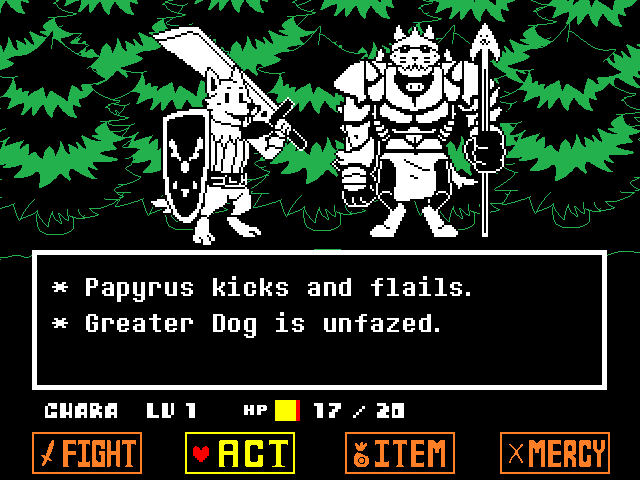 * Papyrus kicks and flails.
* Greater Dog is unfazed.
CHARA LV 1 HP 17 / 20
FIGHT ACT ITEM MERCY